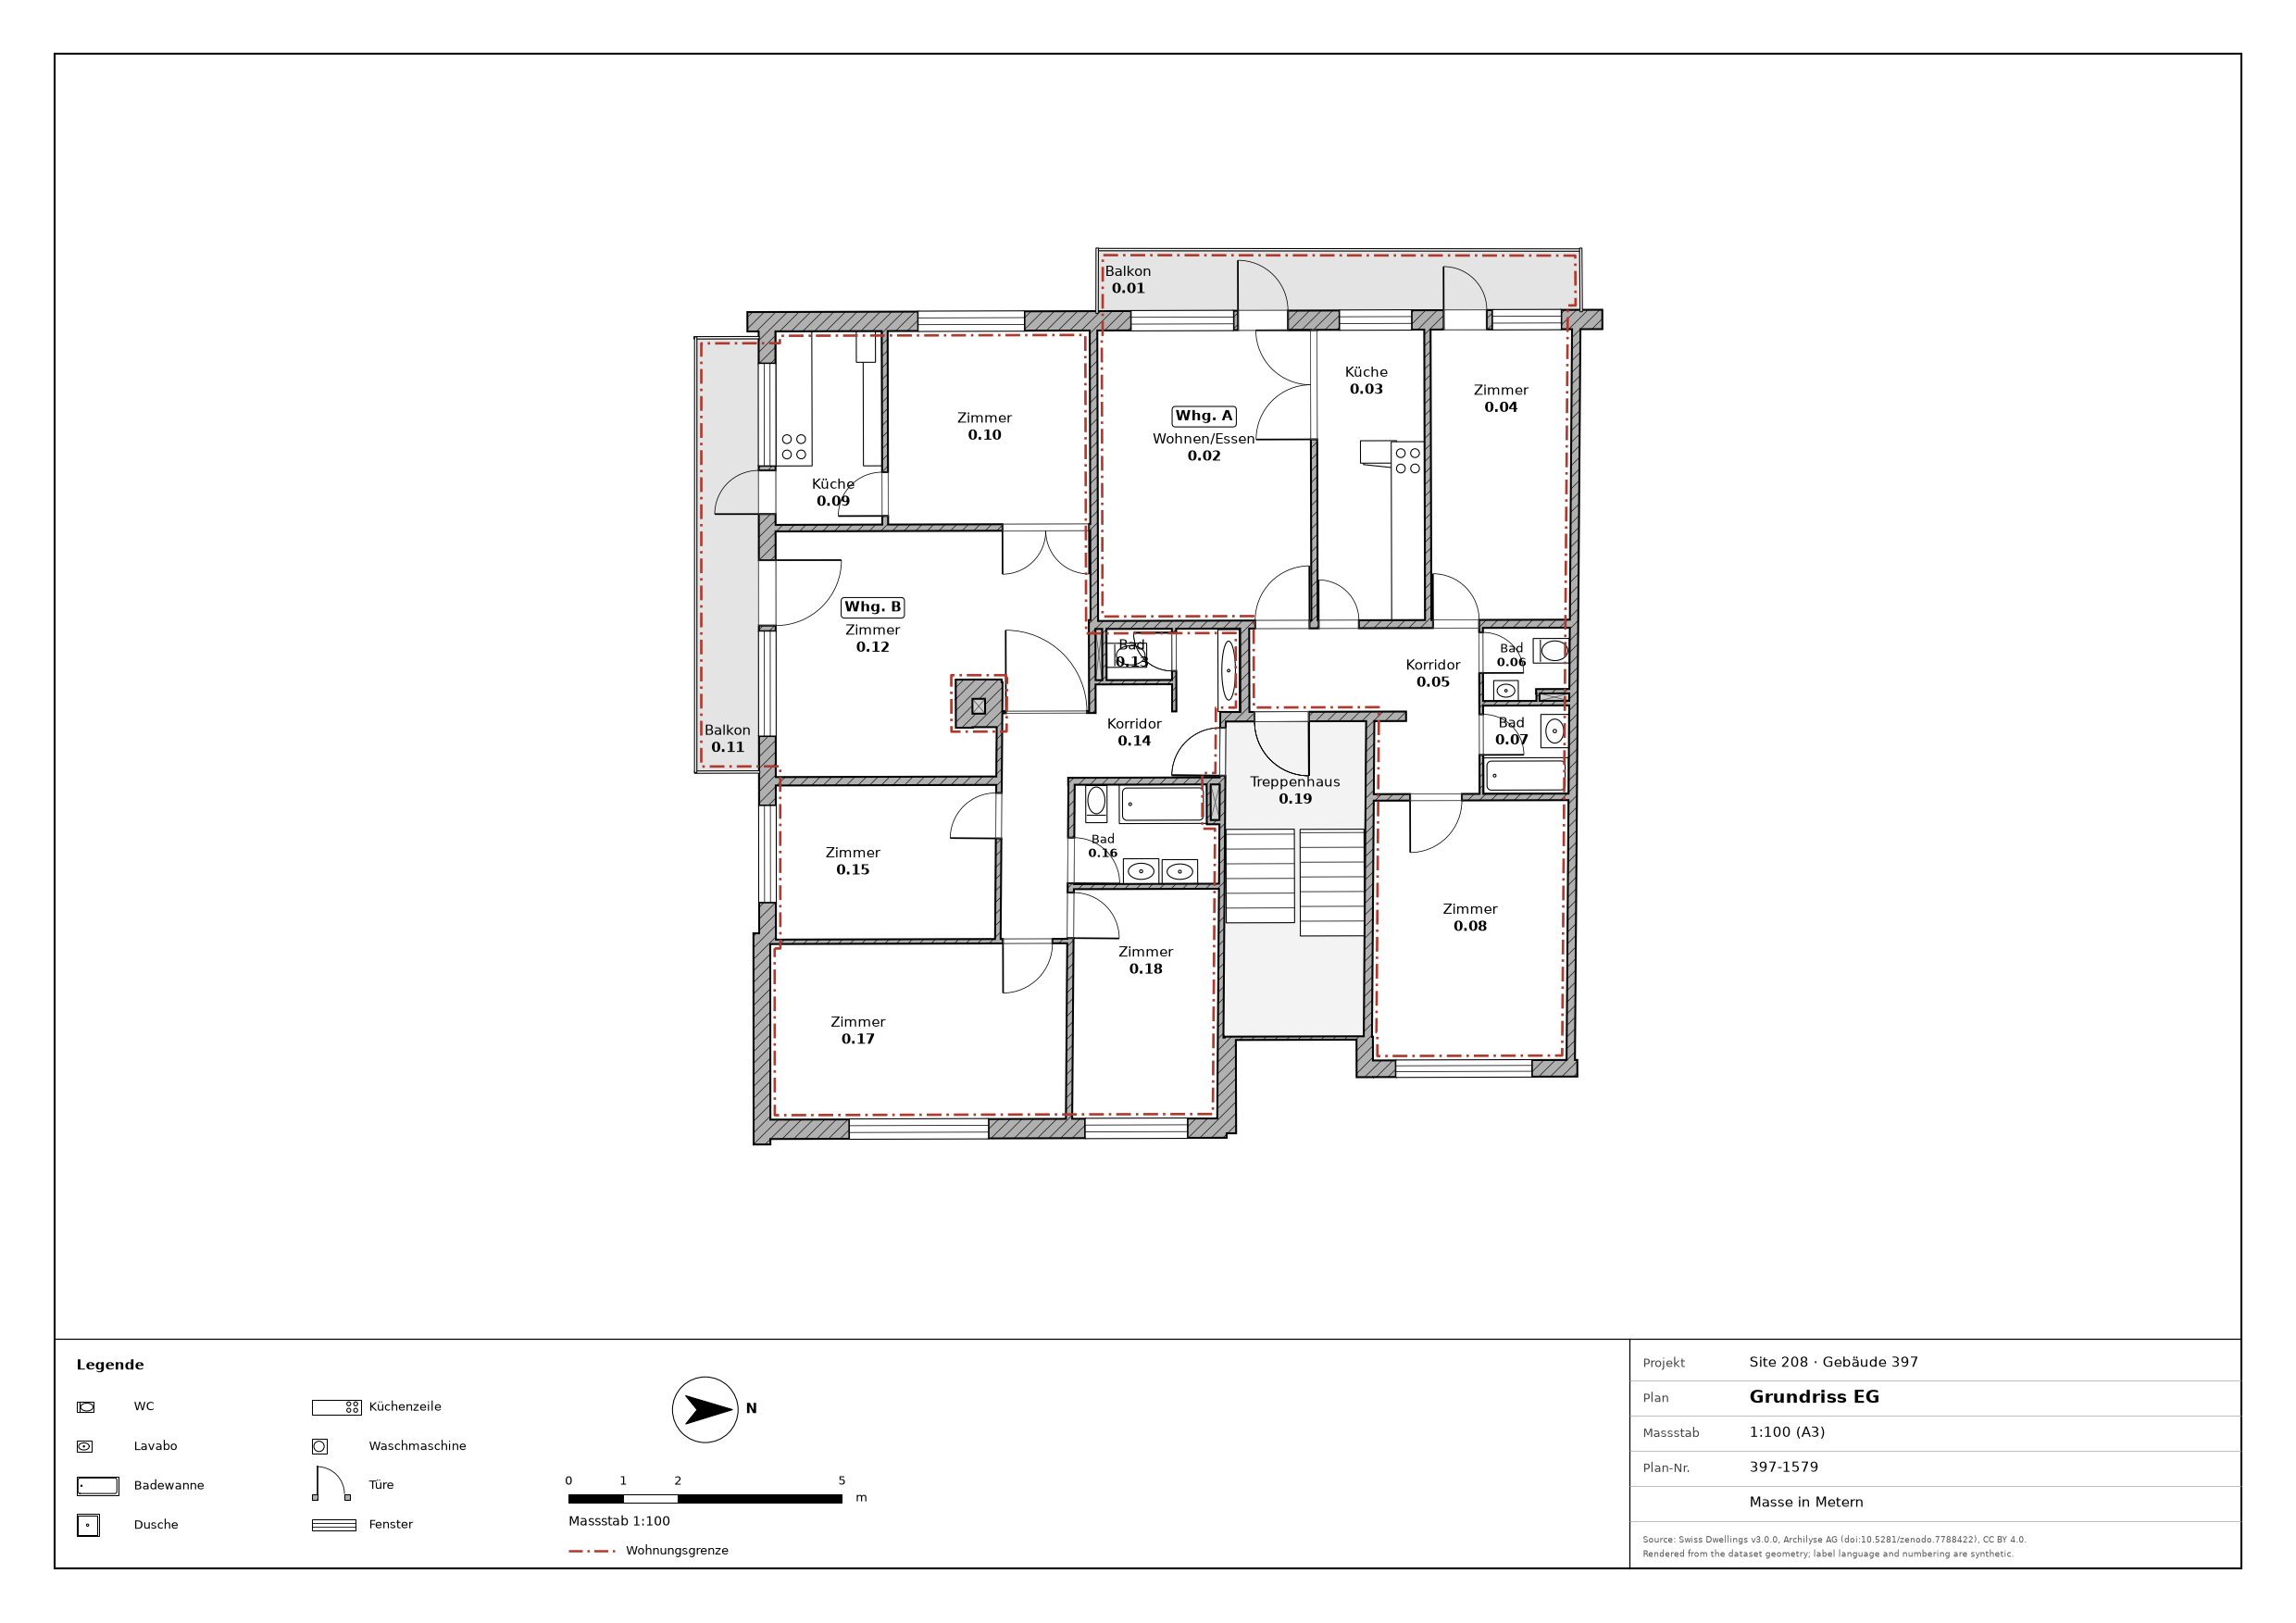 Balkon
0.01
Küche
0.03
Zimmer
0.04
Zimmer
0.10
Whg. A
Wohnen/Essen
0.02
Küche
0.09
Whg. B
Zimmer
0.12
Bad
0.13
Korridor
0.05
Bad
0.06
Bad
0.07
Balkon
0.11
Korridor
0.14
Treppenhaus
0.19
Zimmer
0.15
Bad
0.16
Zimmer
0.08
Zimmer
0.18
Zimmer
0.17
Legende
WC
Lavabo
Badewanne
Dusche
Küchenzeile
Waschmaschine
Türe
Fenster
N
0 1 2 5
m
Massstab 1:100
Wohnungsgrenze
Projekt Site 208 · Gebäude 397
Plan Grundriss EG
Massstab 1:100 (A3)
Plan-Nr. 397-1579
Masse in Metern
Source: Swiss Dwellings v3.0.0, Archilyse AG (doi:10.5281/zenodo.7788422), CC BY 4.0.
Rendered from the dataset geometry; label language and numbering are synthetic.